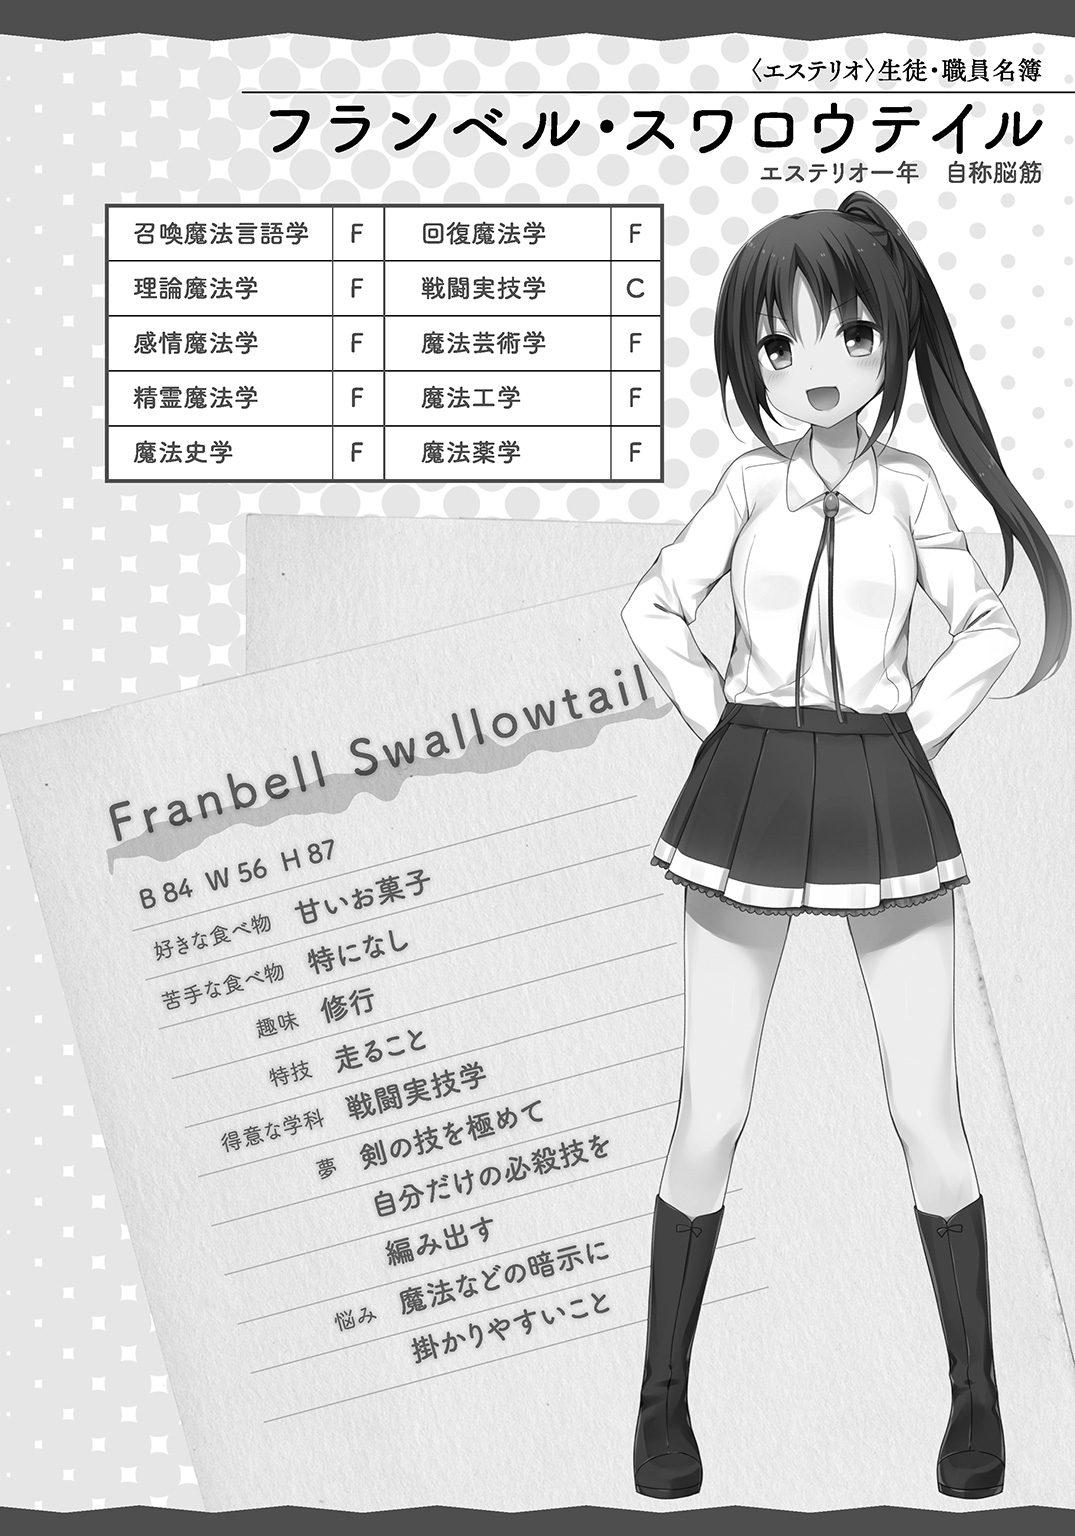 〈エステリオ〉生徒・職員名簿
フランベル・スワロウテイル
エステリオ一年　自称脳筋
召喚魔法言語学 F 回復魔法学 F
理論魔法学 F 戦闘実技学 C
感情魔法学 F 魔法芸術学 F
精霊魔法学 F 魔法工学 F
魔法史学 F 魔法薬学 F
Franbell Swallowtail
B 84 W 56 H 87
好きな食べ物 甘いお菓子
苦手な食べ物 特になし
趣味 修行
特技 走ること
得意な学科 戦闘実技学
夢 剣の技を極めて
自分だけの必殺技を
編み出す
悩み 魔法などの暗示に
掛かりやすいこと